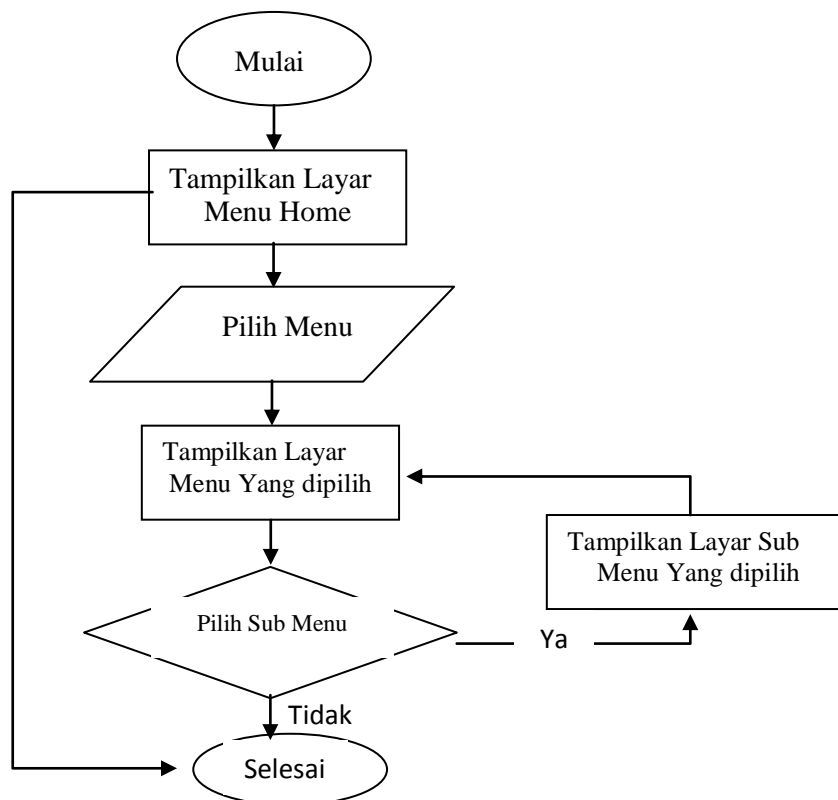 Mulai
Tampilkan Layar
Menu Home
Pilih Menu
Tampilkan Layar
Menu Yang dipilih
Tampilkan Layar Sub
Menu Yang dipilih
Pilih Sub Menu
Ya
Tidak
Selesai